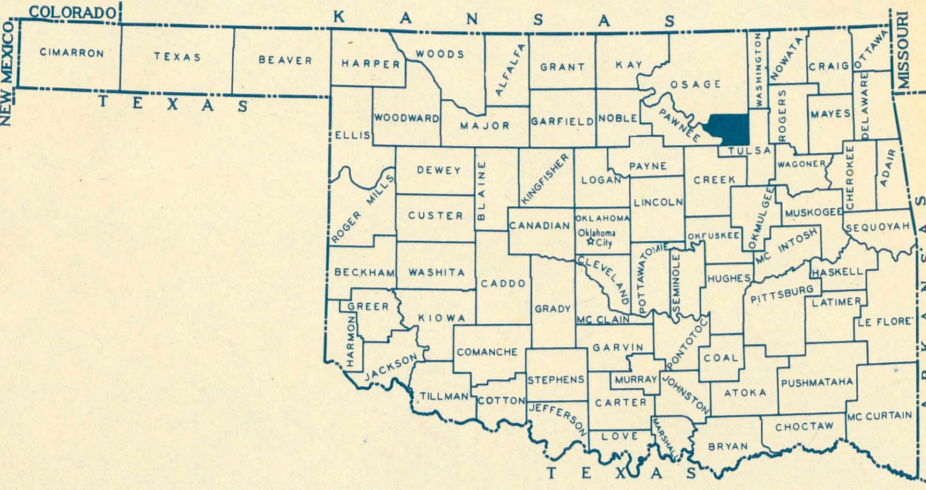 COLORADO
KANSAS
MISSOURI
NEW MEXICO
CIMARRON
TEXAS
BEAVER
HARPER
WOODS
ALFALFA
GRANT
KAY
OSAGE
WASHINGTON
NOWATA
CRAIG
OTTAWA
TEXAS
ELLIS
WOODWARD
MAJOR
GARFIELD
NOBLE
PAWNEE
ROGERS
MAYES
DELAWARE
TULSA
DEWEY
BLAINE
KINGFISHER
LOGAN
PAYNE
CREEK
WAGONER
CHEROKEE
ADAIR
ROGER MILLS
CUSTER
CANADIAN
OKLAHOMA
Oklahoma
City
LINCOLN
OKFUSKEE
OKMULGEE
MUSKOGEE
SEQUOYAH
MC INTOSH
ARKANSAS
BECKHAM
WASHITA
CADDO
GRADY
CLEVELAND
POTTAWATOMIE
SEMINOLE
HUGHES
PITTSBURG
HASKELL
LATIMER
LE FLORE
GREER
KIOWA
HARMON
JACKSON
COMANCHE
MC CLAIN
GARVIN
PONTOTOC
COAL
TILLMAN
COTTON
STEPHENS
MURRAY
JOHNSTON
ATOKA
PUSHMATAHA
MC CURTAIN
JEFFERSON
CARTER
LOVE
MARSHALL
BRYAN
CHOCTAW
TEXAS